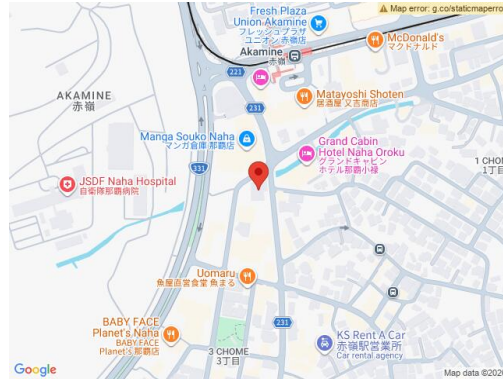 Map error: g.co/staticmaperro
Fresh Plaza
Union Akamine
フレッシュプラザ
ユニオン 赤嶺店
McDonald's
マクドナルド
Akamine
赤嶺
221
231
AKAMINE
赤嶺
Matayoshi Shoten
居酒屋 又吉商店
Manga Souko Naha
マンガ倉庫 那覇店
Grand Cabin
Hotel Naha Oroku
グランドキャビン
ホテル那覇小禄
331
1 CHOME
1丁目
JSDF Naha Hospital
自衛隊那覇病院
Uomaru
魚屋直営食堂 魚まる
231
BABY FACE
Planet's Naha
BABY FACE
Planet's 那覇店
KS Rent A Car
赤嶺駅営業所
Car rental agency
3 CHOME
3丁目
Google
Map data ©202